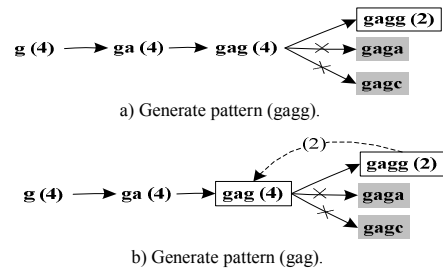 gagg (2)
g (4) ga (4) gag (4) gaga
gagc
a) Generate pattern (gagg).
(2)
gagg (2)
g (4) ga (4) gag (4) gaga
gagc
b) Generate pattern (gag).